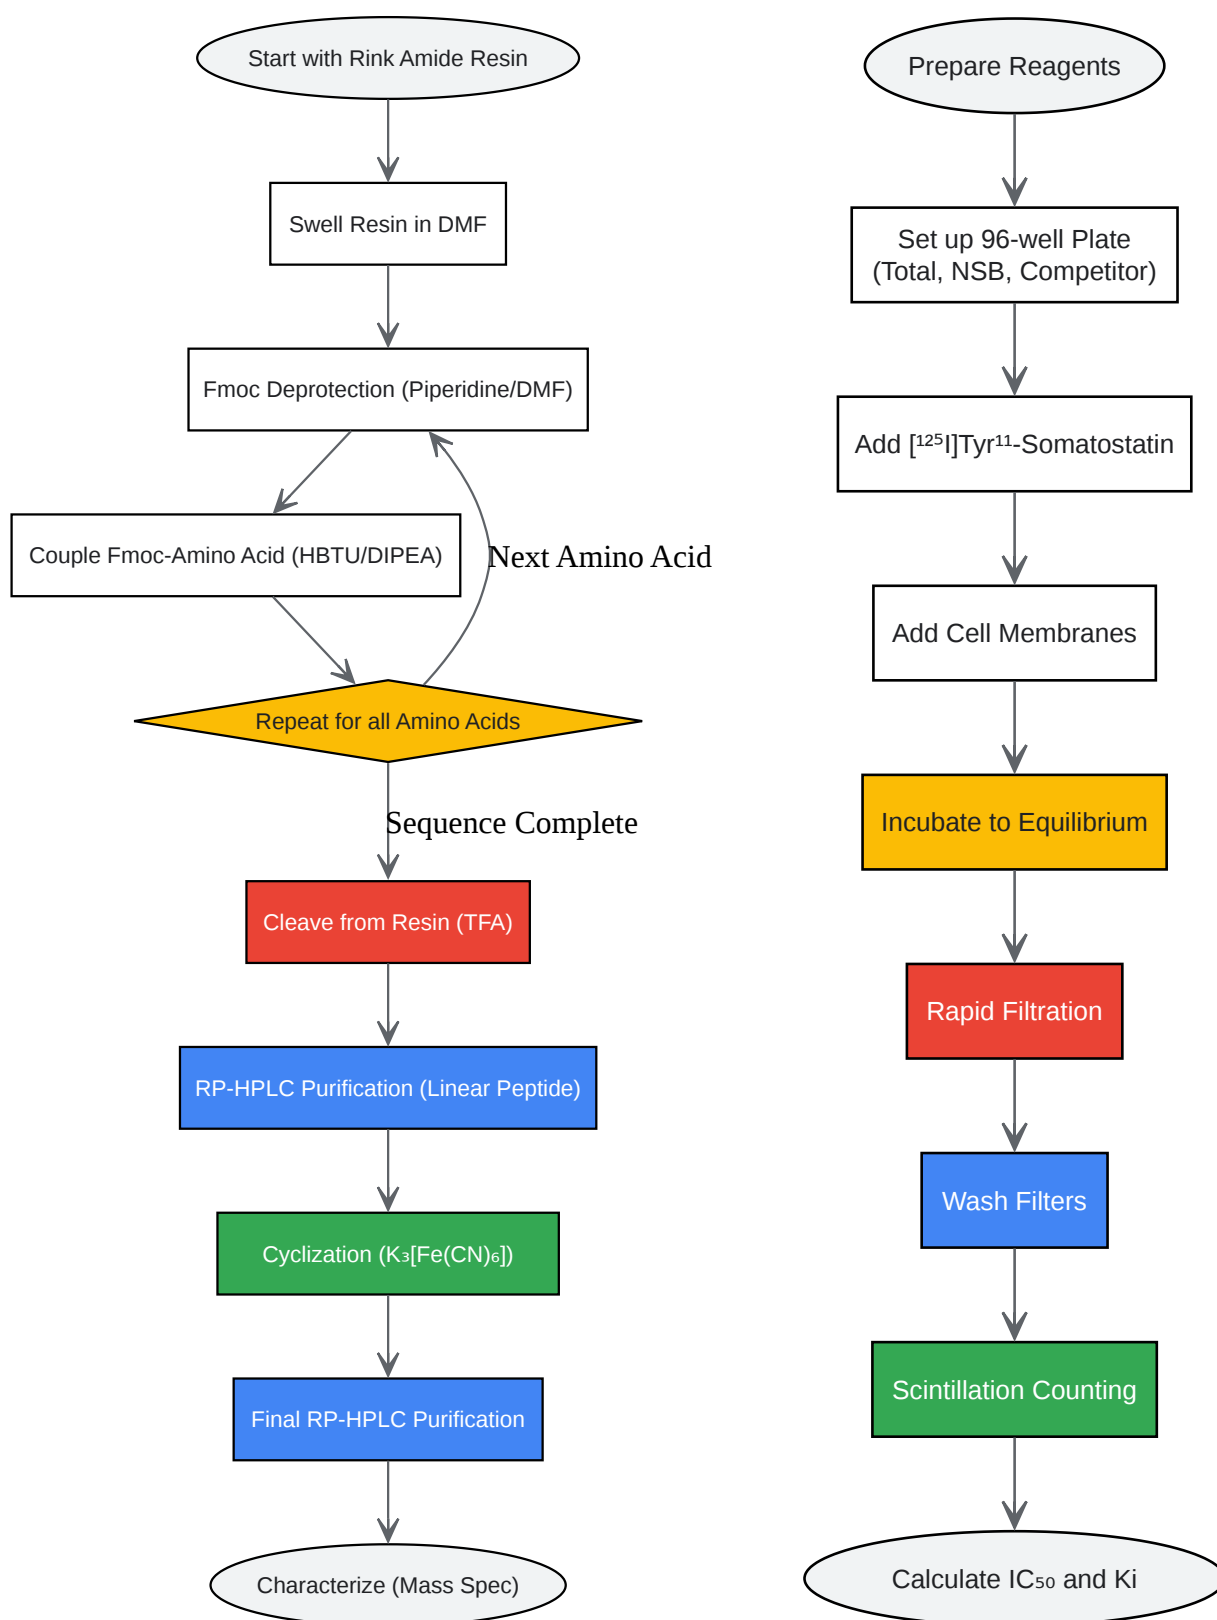 Start with Rink Amide Resin
Swell Resin in DMF
Fmoc Deprotection (Piperidine/DMF)
Couple Fmoc-Amino Acid (HBTU/DIPEA)
Next Amino Acid
Repeat for all Amino Acids
Sequence Complete
Cleave from Resin (TFA)
RP-HPLC Purification (Linear Peptide)
Cyclization (K₃[Fe(CN)₆])
Final RP-HPLC Purification
Characterize (Mass Spec)
Prepare Reagents
Set up 96-well Plate
(Total, NSB, Competitor)
Add [¹²⁵I]Tyr¹¹-Somatostatin
Add Cell Membranes
Incubate to Equilibrium
Rapid Filtration
Wash Filters
Scintillation Counting
Calculate IC₅₀ and Ki